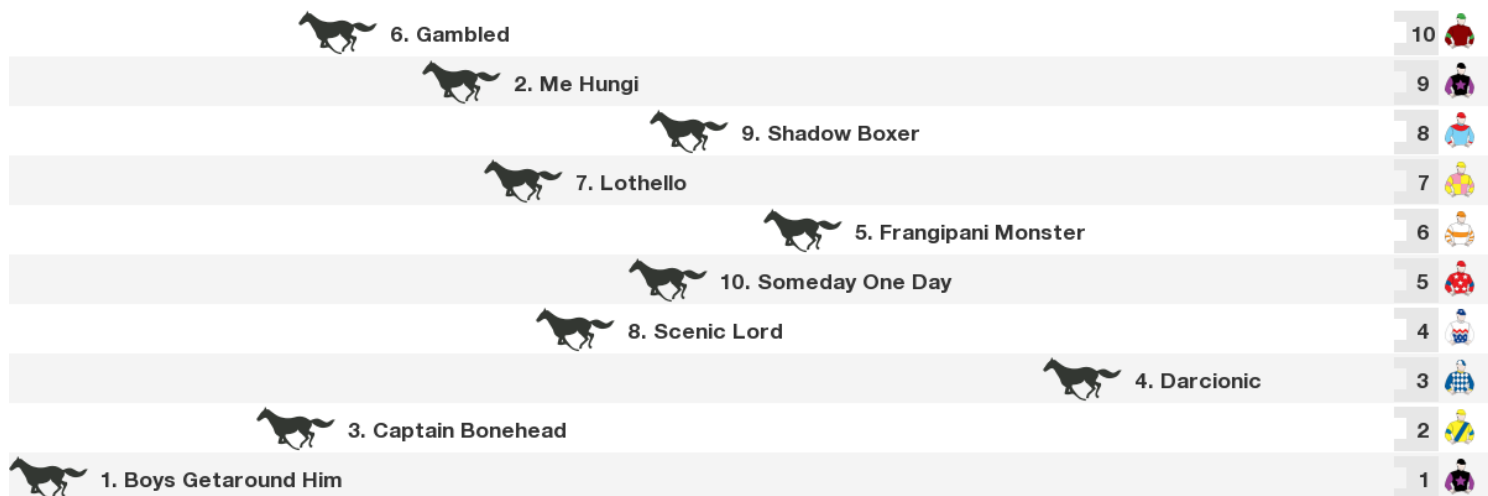 6. Gambled 10
2. Me Hungi 9
9. Shadow Boxer 8
7. Lothello 7
5. Frangipani Monster 6
10. Someday One Day 5
8. Scenic Lord 4
4. Darcionic 3
3. Captain Bonehead 2
1. Boys Getaround Him 1